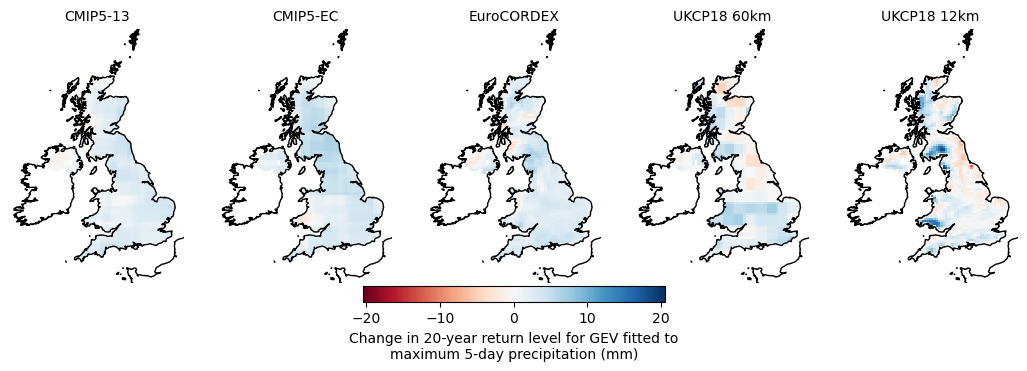 CMIP5-13 CMIP5-EC EuroCORDEX UKCP18 60km UKCP18 12km
−20 −10 0 10 20
Change in 20-year return level for GEV fitted to
maximum 5-day precipitation (mm)